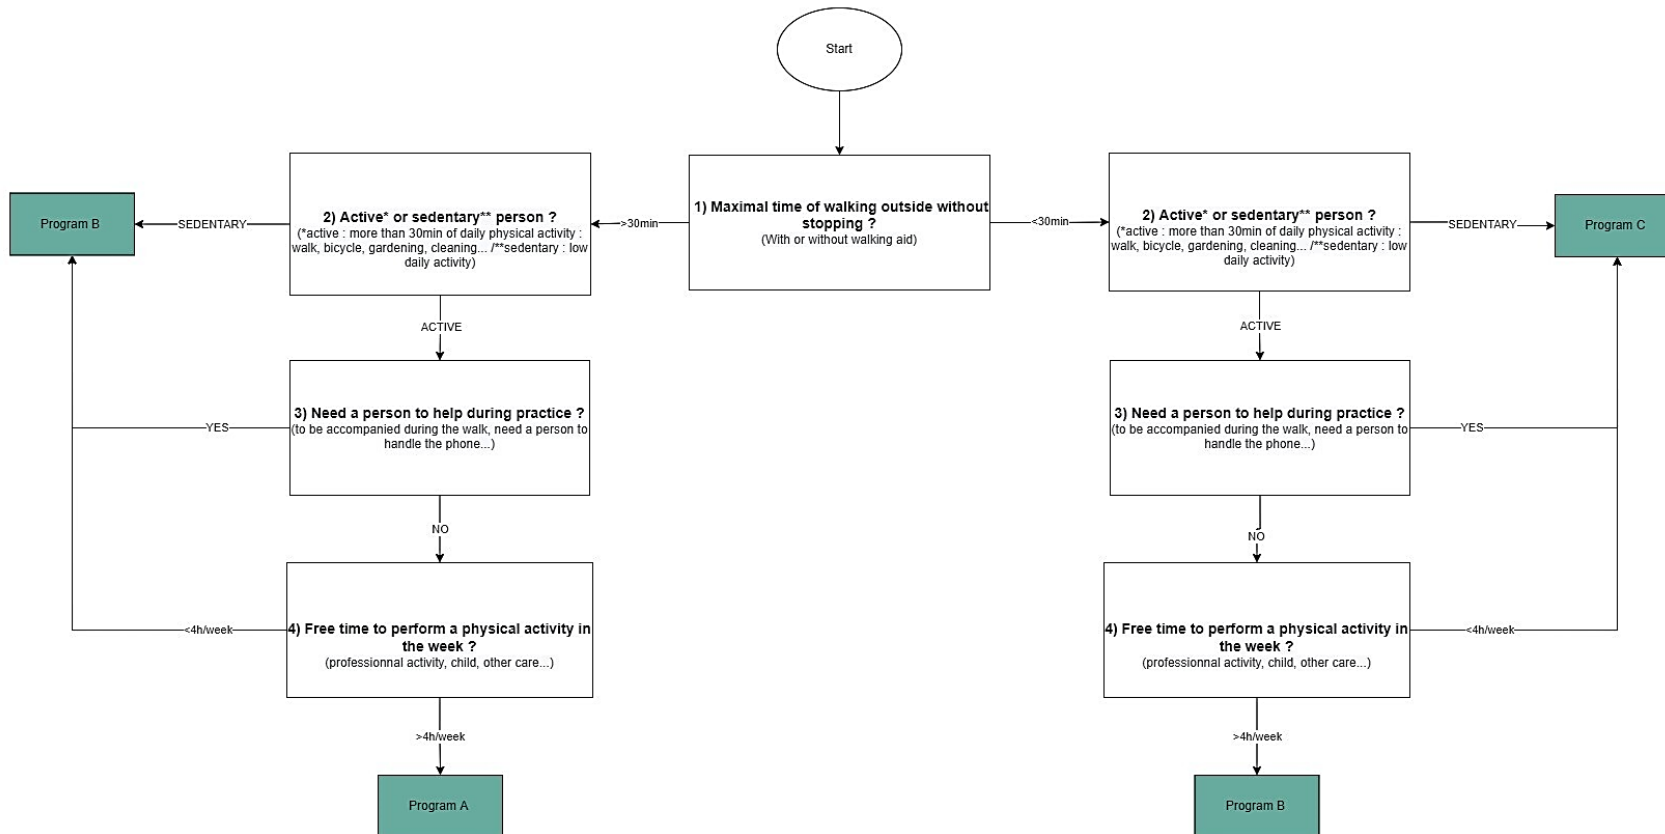 Start
1) Maximal time of walking outside without
stopping ?
(With or without walking aid)
>30min
<30min
2) Active* or sedentary** person ?
(*active : more than 30min of daily physical activity :
walk, bicycle, gardening, cleaning... /**sedentary : low
daily activity)
SEDENTARY
Program B
ACTIVE
3) Need a person to help during practice ?
(to be accompanied during the walk, need a person to
handle the phone...)
YES
NO
4) Free time to perform a physical activity in
the week ?
(professionnal activity, child, other care...)
<4h/week
>4h/week
Program A
2) Active* or sedentary** person ?
(*active : more than 30min of daily physical activity :
walk, bicycle, gardening, cleaning... /**sedentary : low
daily activity)
SEDENTARY
Program C
ACTIVE
3) Need a person to help during practice ?
(to be accompanied during the walk, need a person to
handle the phone...)
YES
NO
4) Free time to perform a physical activity in
the week ?
(professionnal activity, child, other care...)
<4h/week
>4h/week
Program B